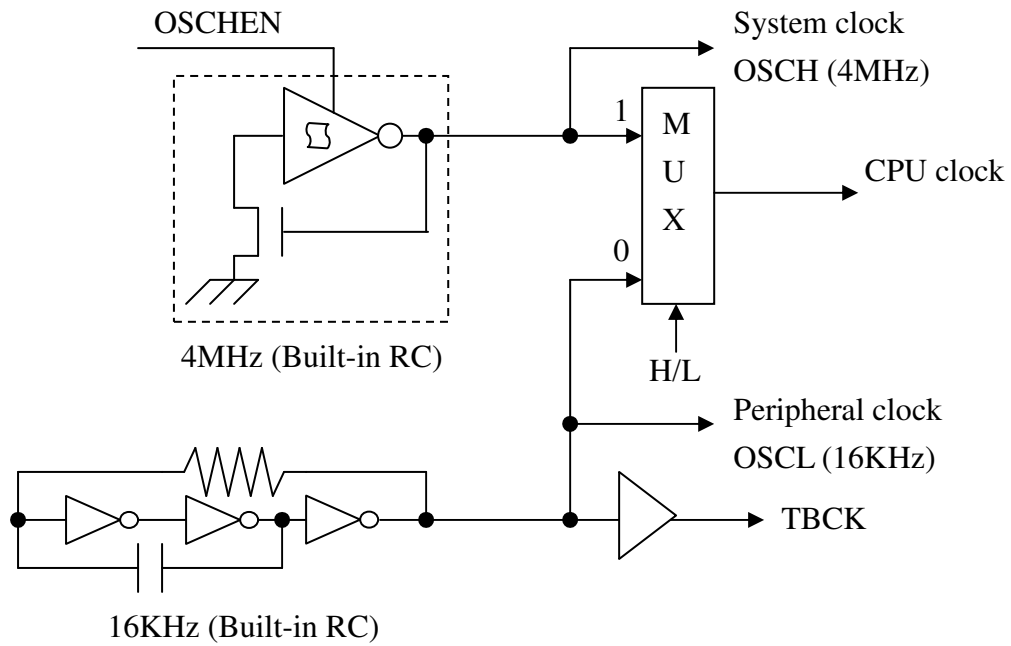 OSCHEN
System clock
OSCH (4MHz)
1
M
U
X
CPU clock
0
4MHz (Built-in RC)
H/L
Peripheral clock
OSCL (16KHz)
TBCK
16KHz (Built-in RC)